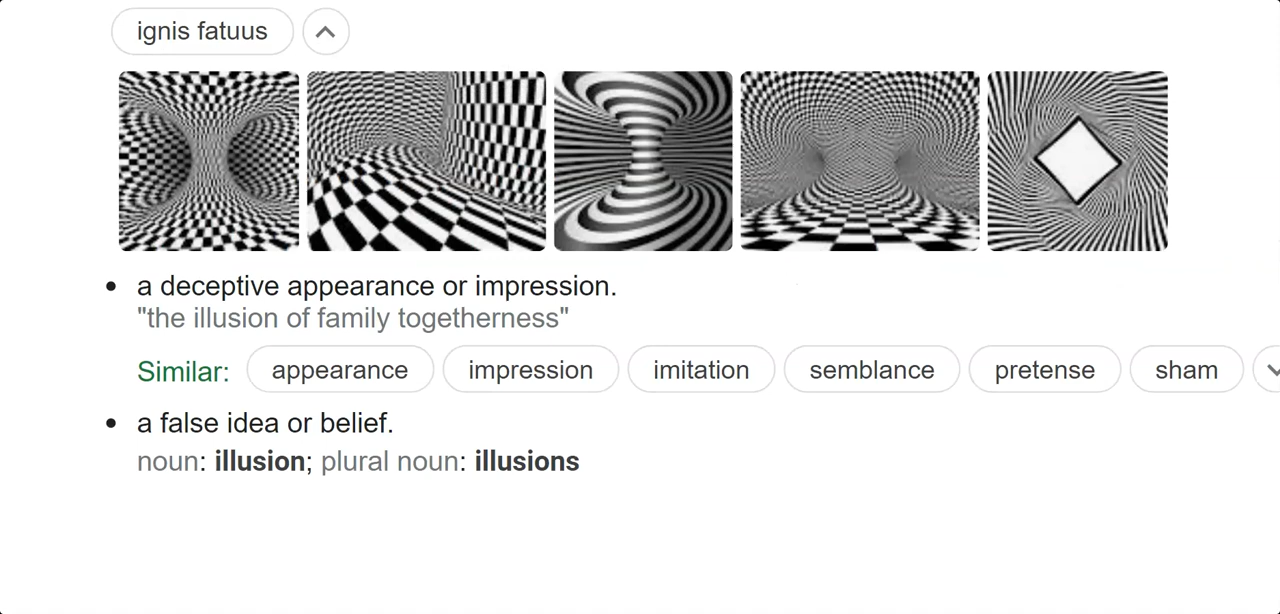 ignis fatuus
a deceptive appearance or impression.
"the illusion of family togetherness"
Similar: appearance impression imitation semblance pretense sham
a false idea or belief.
noun: illusion; plural noun: illusions